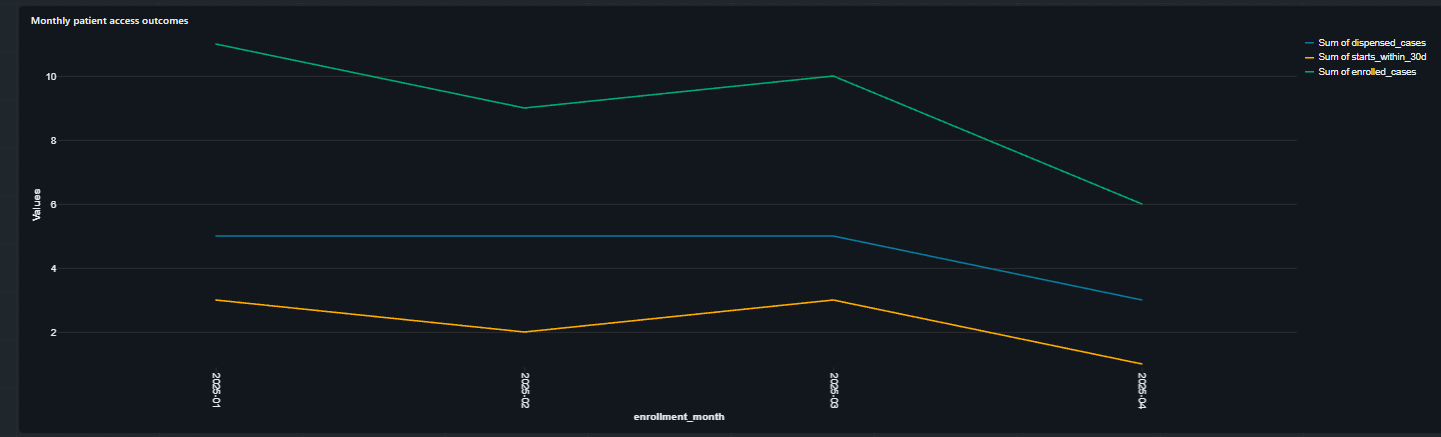 Monthly patient access outcomes
Sum of dispensed_cases
Sum of starts_within_30d
Sum of enrolled_cases
10
8
6
4
2
Values
2025-01
2025-02
2025-03
2025-04
enrollment_month